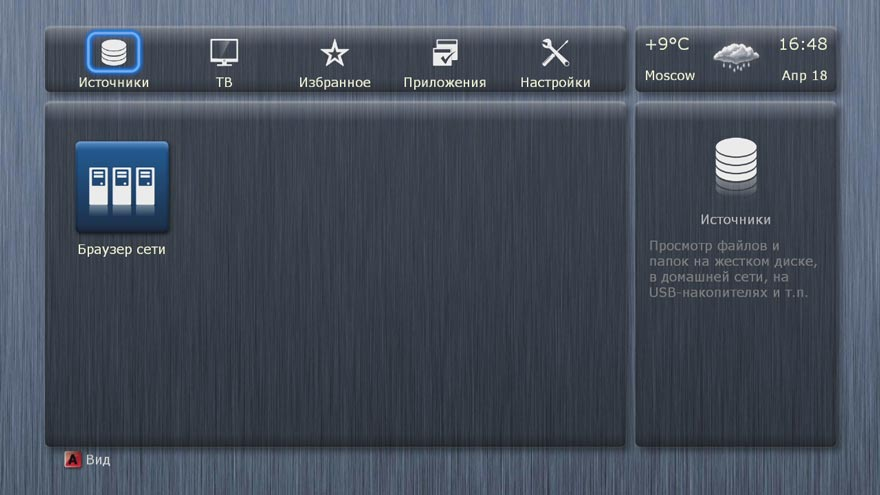 Источники
ТВ
Избранное
Приложения
Настройки
+9°C
16:48
Moscow
Апр 18
Браузер сети
Источники
Просмотр файлов и
папок на жестком диске,
в домашней сети, на
USB-накопителях и т.п.
A Вид